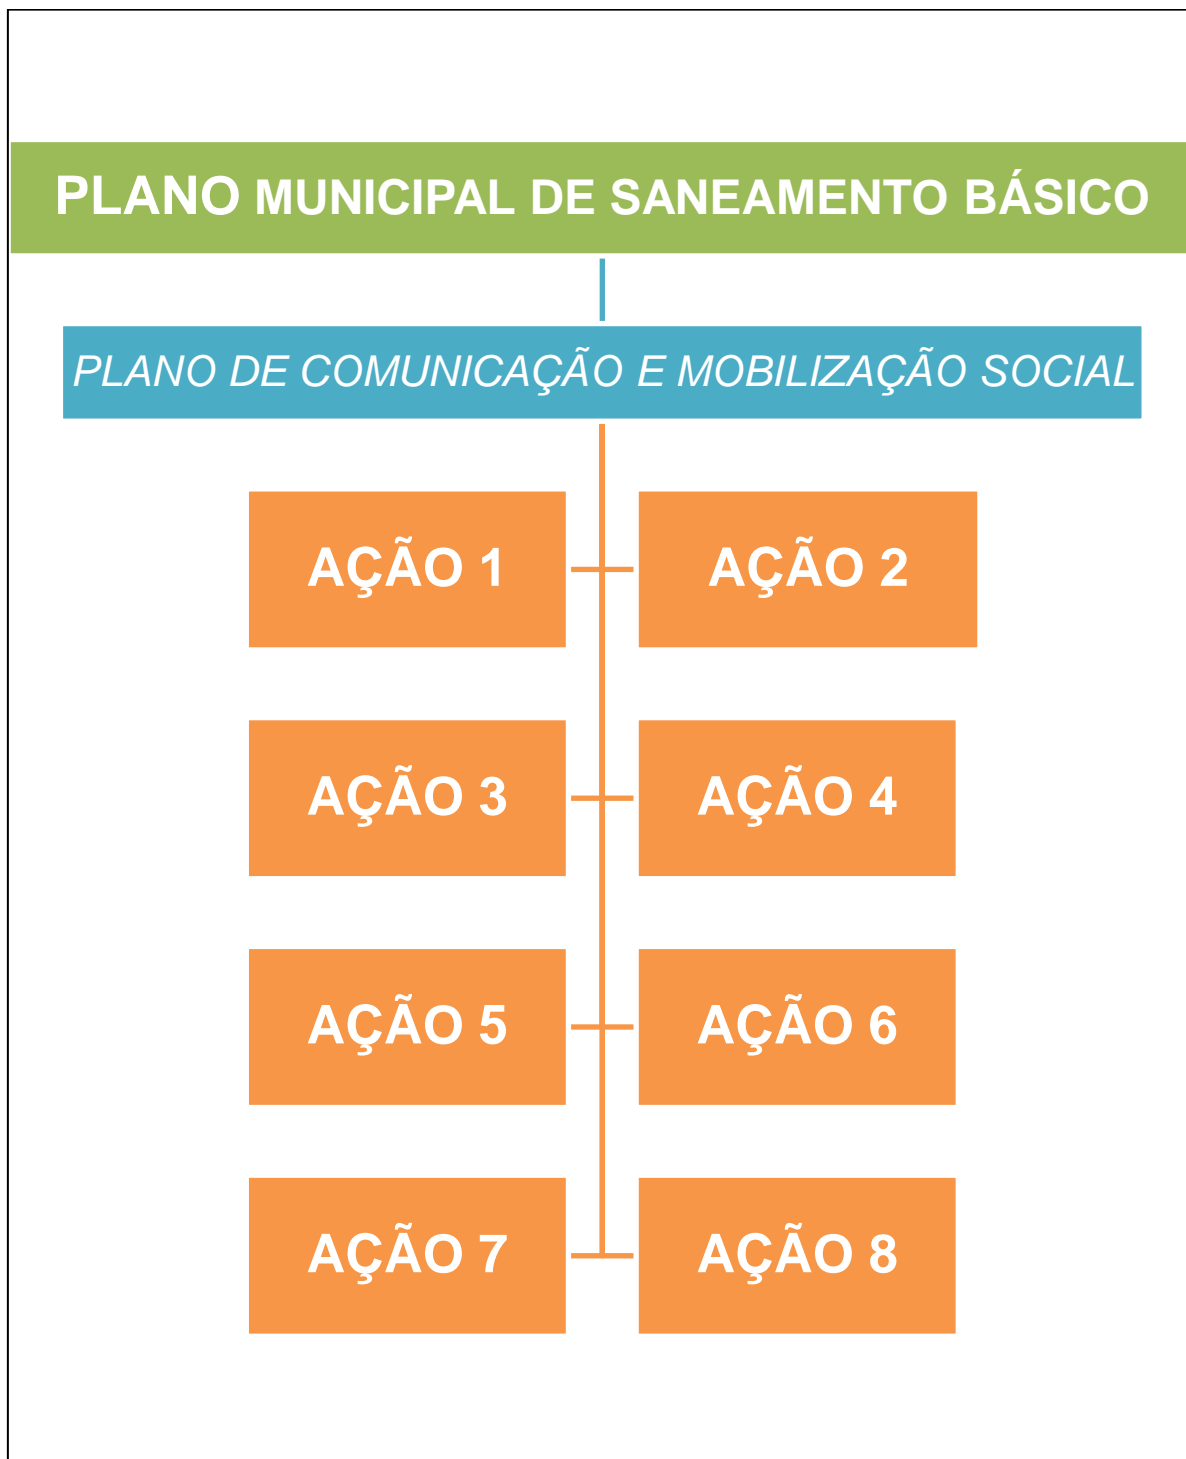 PLANO MUNICIPAL DE SANEAMENTO BÁSICO
PLANO DE COMUNICAÇÃO E MOBILIZAÇÃO SOCIAL
AÇÃO 1
AÇÃO 2
AÇÃO 3
AÇÃO 4
AÇÃO 5
AÇÃO 6
AÇÃO 7
AÇÃO 8